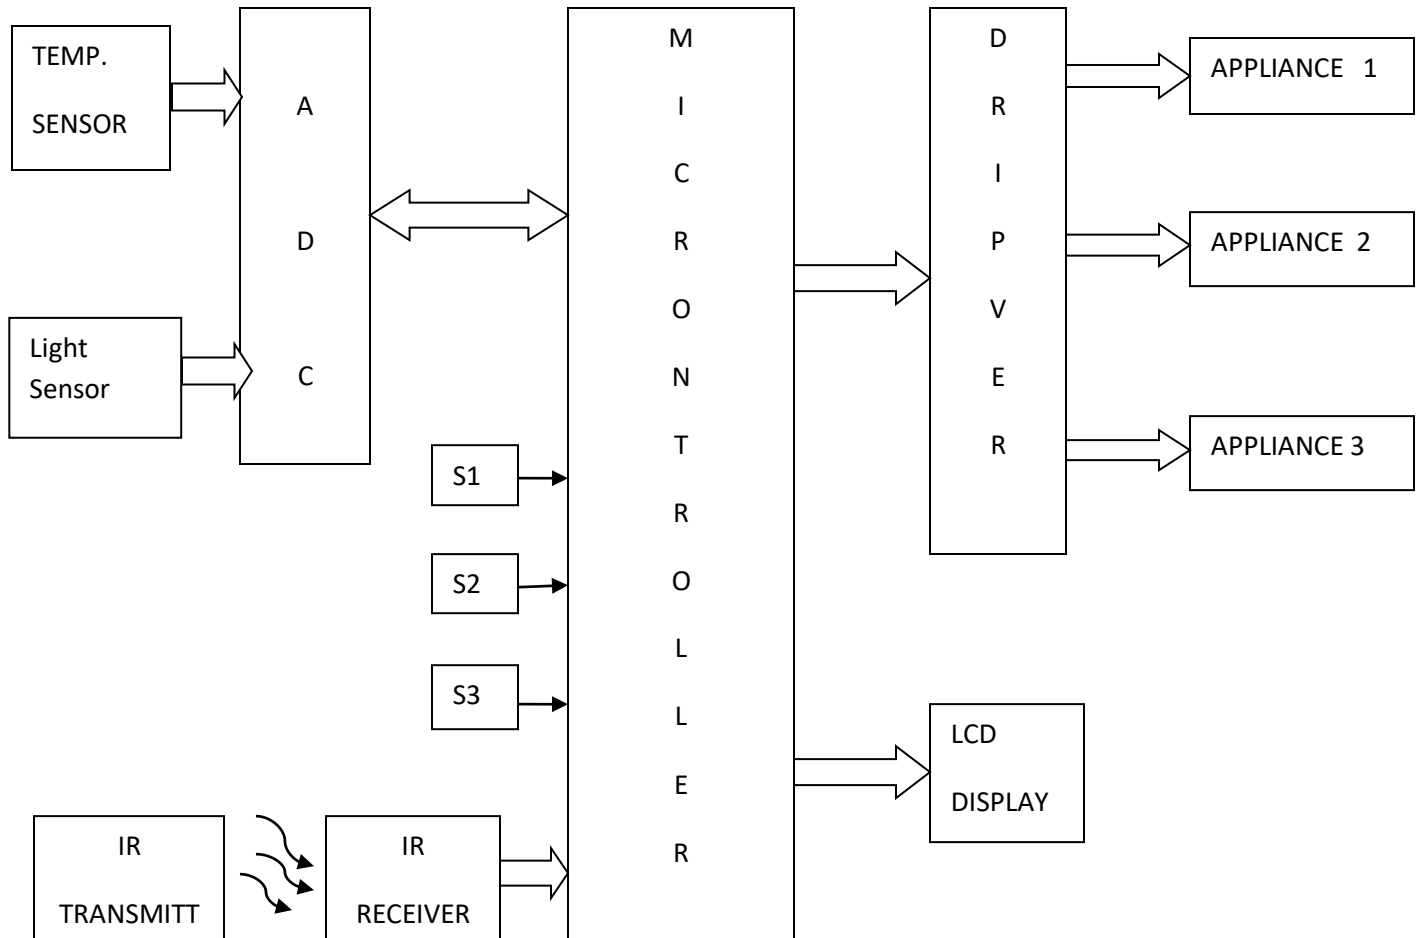 TEMP.
SENSOR
Light
Sensor
A
D
C
S1
S2
S3
IR
TRANSMITT
IR
RECEIVER
M
I
C
R
O
N
T
R
O
L
L
E
R
D
R
I
P
V
E
R
APPLIANCE 1
APPLIANCE 2
APPLIANCE 3
LCD
DISPLAY